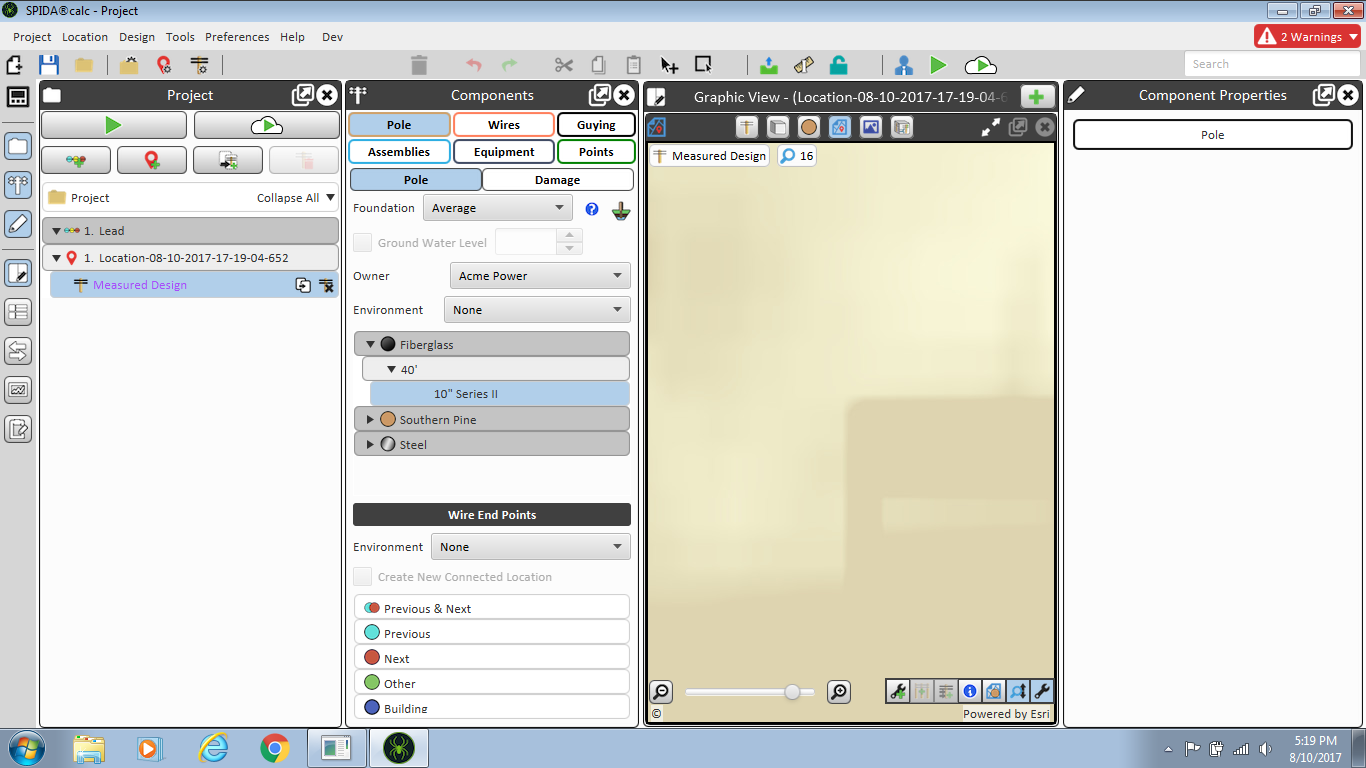 SPIDA®calc - Project
Project Location Design Tools Preferences Help Dev
2 Warnings
Search
Project
Project
Collapse All
1. Lead
1. Location-08-10-2017-17-19-04-652
Measured Design
Components
Pole Wires Guying
Assemblies Equipment Points
Pole Damage
Foundation Average
Ground Water Level
Owner Acme Power
Environment None
Fiberglass
40'
10" Series II
Southern Pine
Steel
Wire End Points
Environment None
Create New Connected Location
Previous & Next
Previous
Next
Other
Building
Graphic View - (Location-08-10-2017-17-19-04-6
Measured Design 16
© Powered by Esri
Component Properties
Pole
5:19 PM
8/10/2017